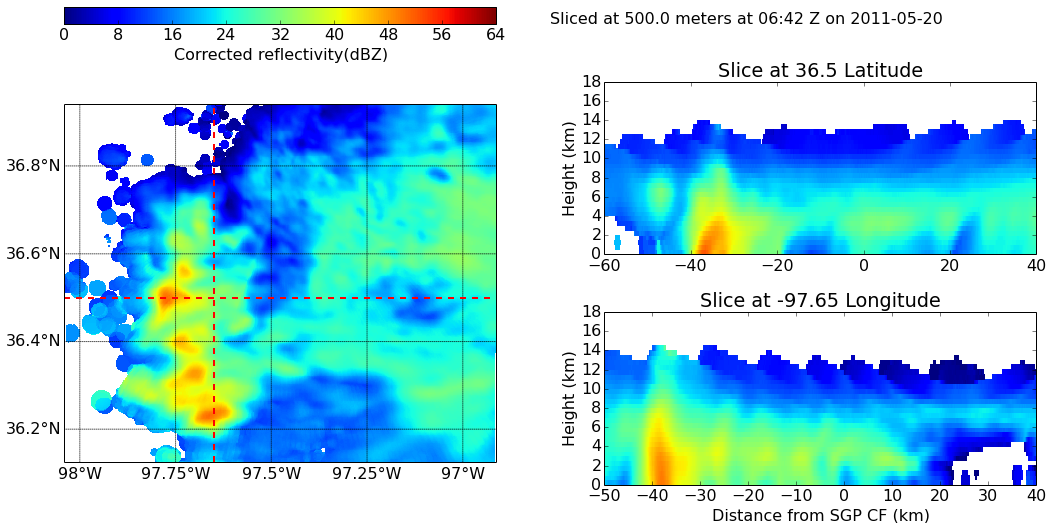 0 8 16 24 32 40 48 56 64
Corrected reflectivity(dBZ)
36.8°N
36.6°N
36.4°N
36.2°N
98°W 97.75°W 97.5°W 97.25°W 97°W
Sliced at 500.0 meters at 06:42 Z on 2011-05-20
Slice at 36.5 Latitude
Height (km)
18
16
14
12
10
8
6
4
2
0
−60 −40 −20 0 20 40
Slice at -97.65 Longitude
Height (km)
18
16
14
12
10
8
6
4
2
0
−50 −40 −30 −20 −10 0 10 20 30 40
Distance from SGP CF (km)